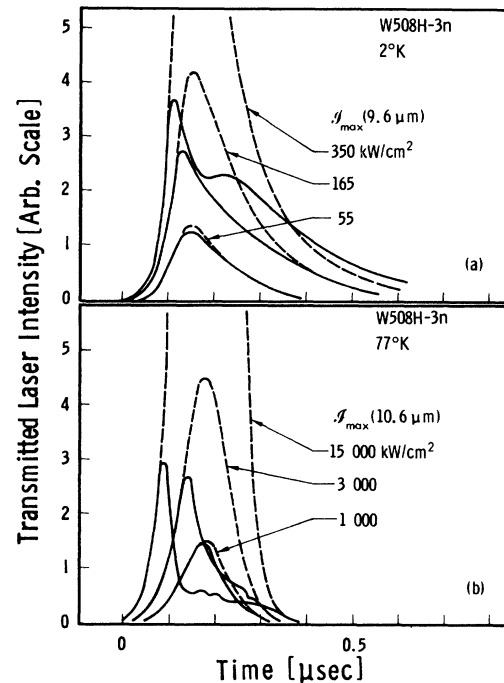 Transmitted Laser Intensity [Arb. Scale]
5
4
3
2
1
0
W508H-3n
2°K
ℐmax(9.6 μm)
350 kW/cm²
165
55
(a)
5
4
3
2
1
0
W508H-3n
77°K
ℐmax(10.6 μm)
15 000 kW/cm²
3 000
1 000
(b)
0
0.5
Time [μsec]